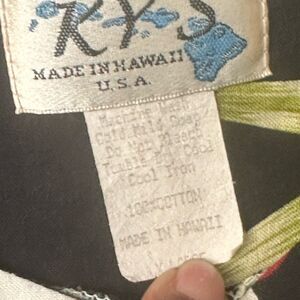 RY'S
MADE IN HAWAII
U.S.A.
Machine Wash
Cold Mild Soap
Do Not Bleach
Tumble Dry Cool
Cool Iron
100%COTTON
MADE IN HAWAII